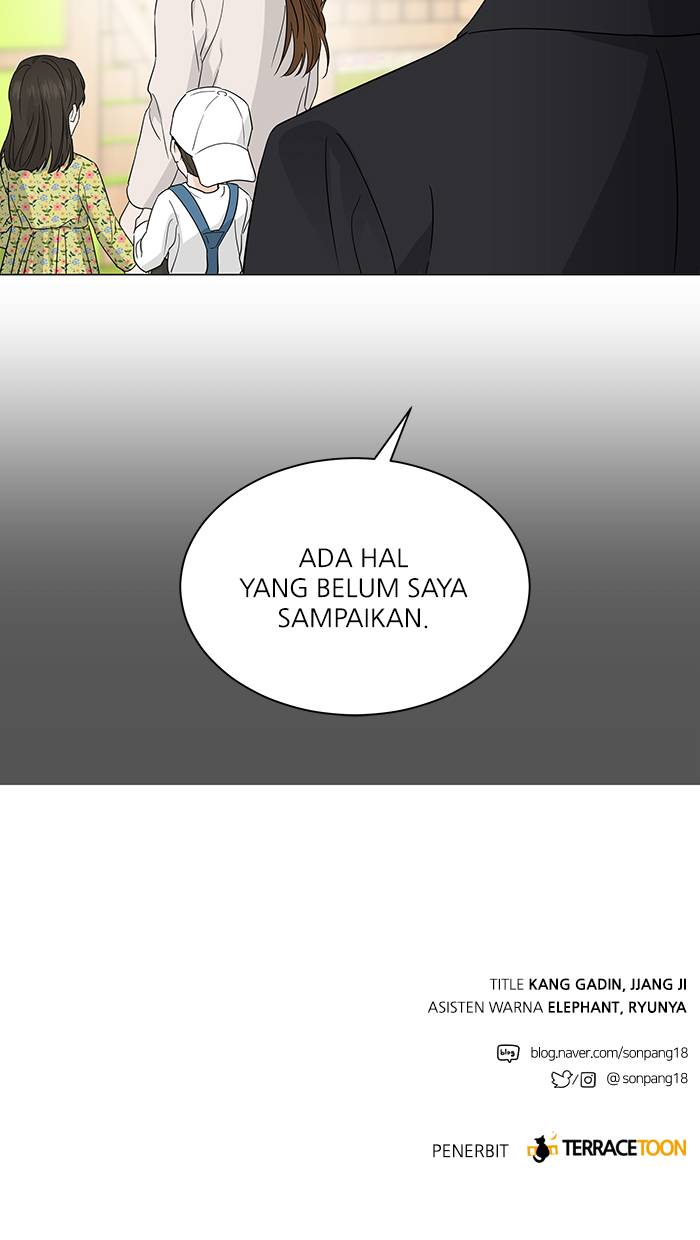 ADA HAL
YANG BELUM SAYA
SAMPAIKAN.
TITLE KANG GADIN, JJANG JI
ASISTEN WARNA ELEPHANT, RYUNYA
blog blog.naver.com/sonpang18
/ @sonpang18
PENERBIT TERRACETOON